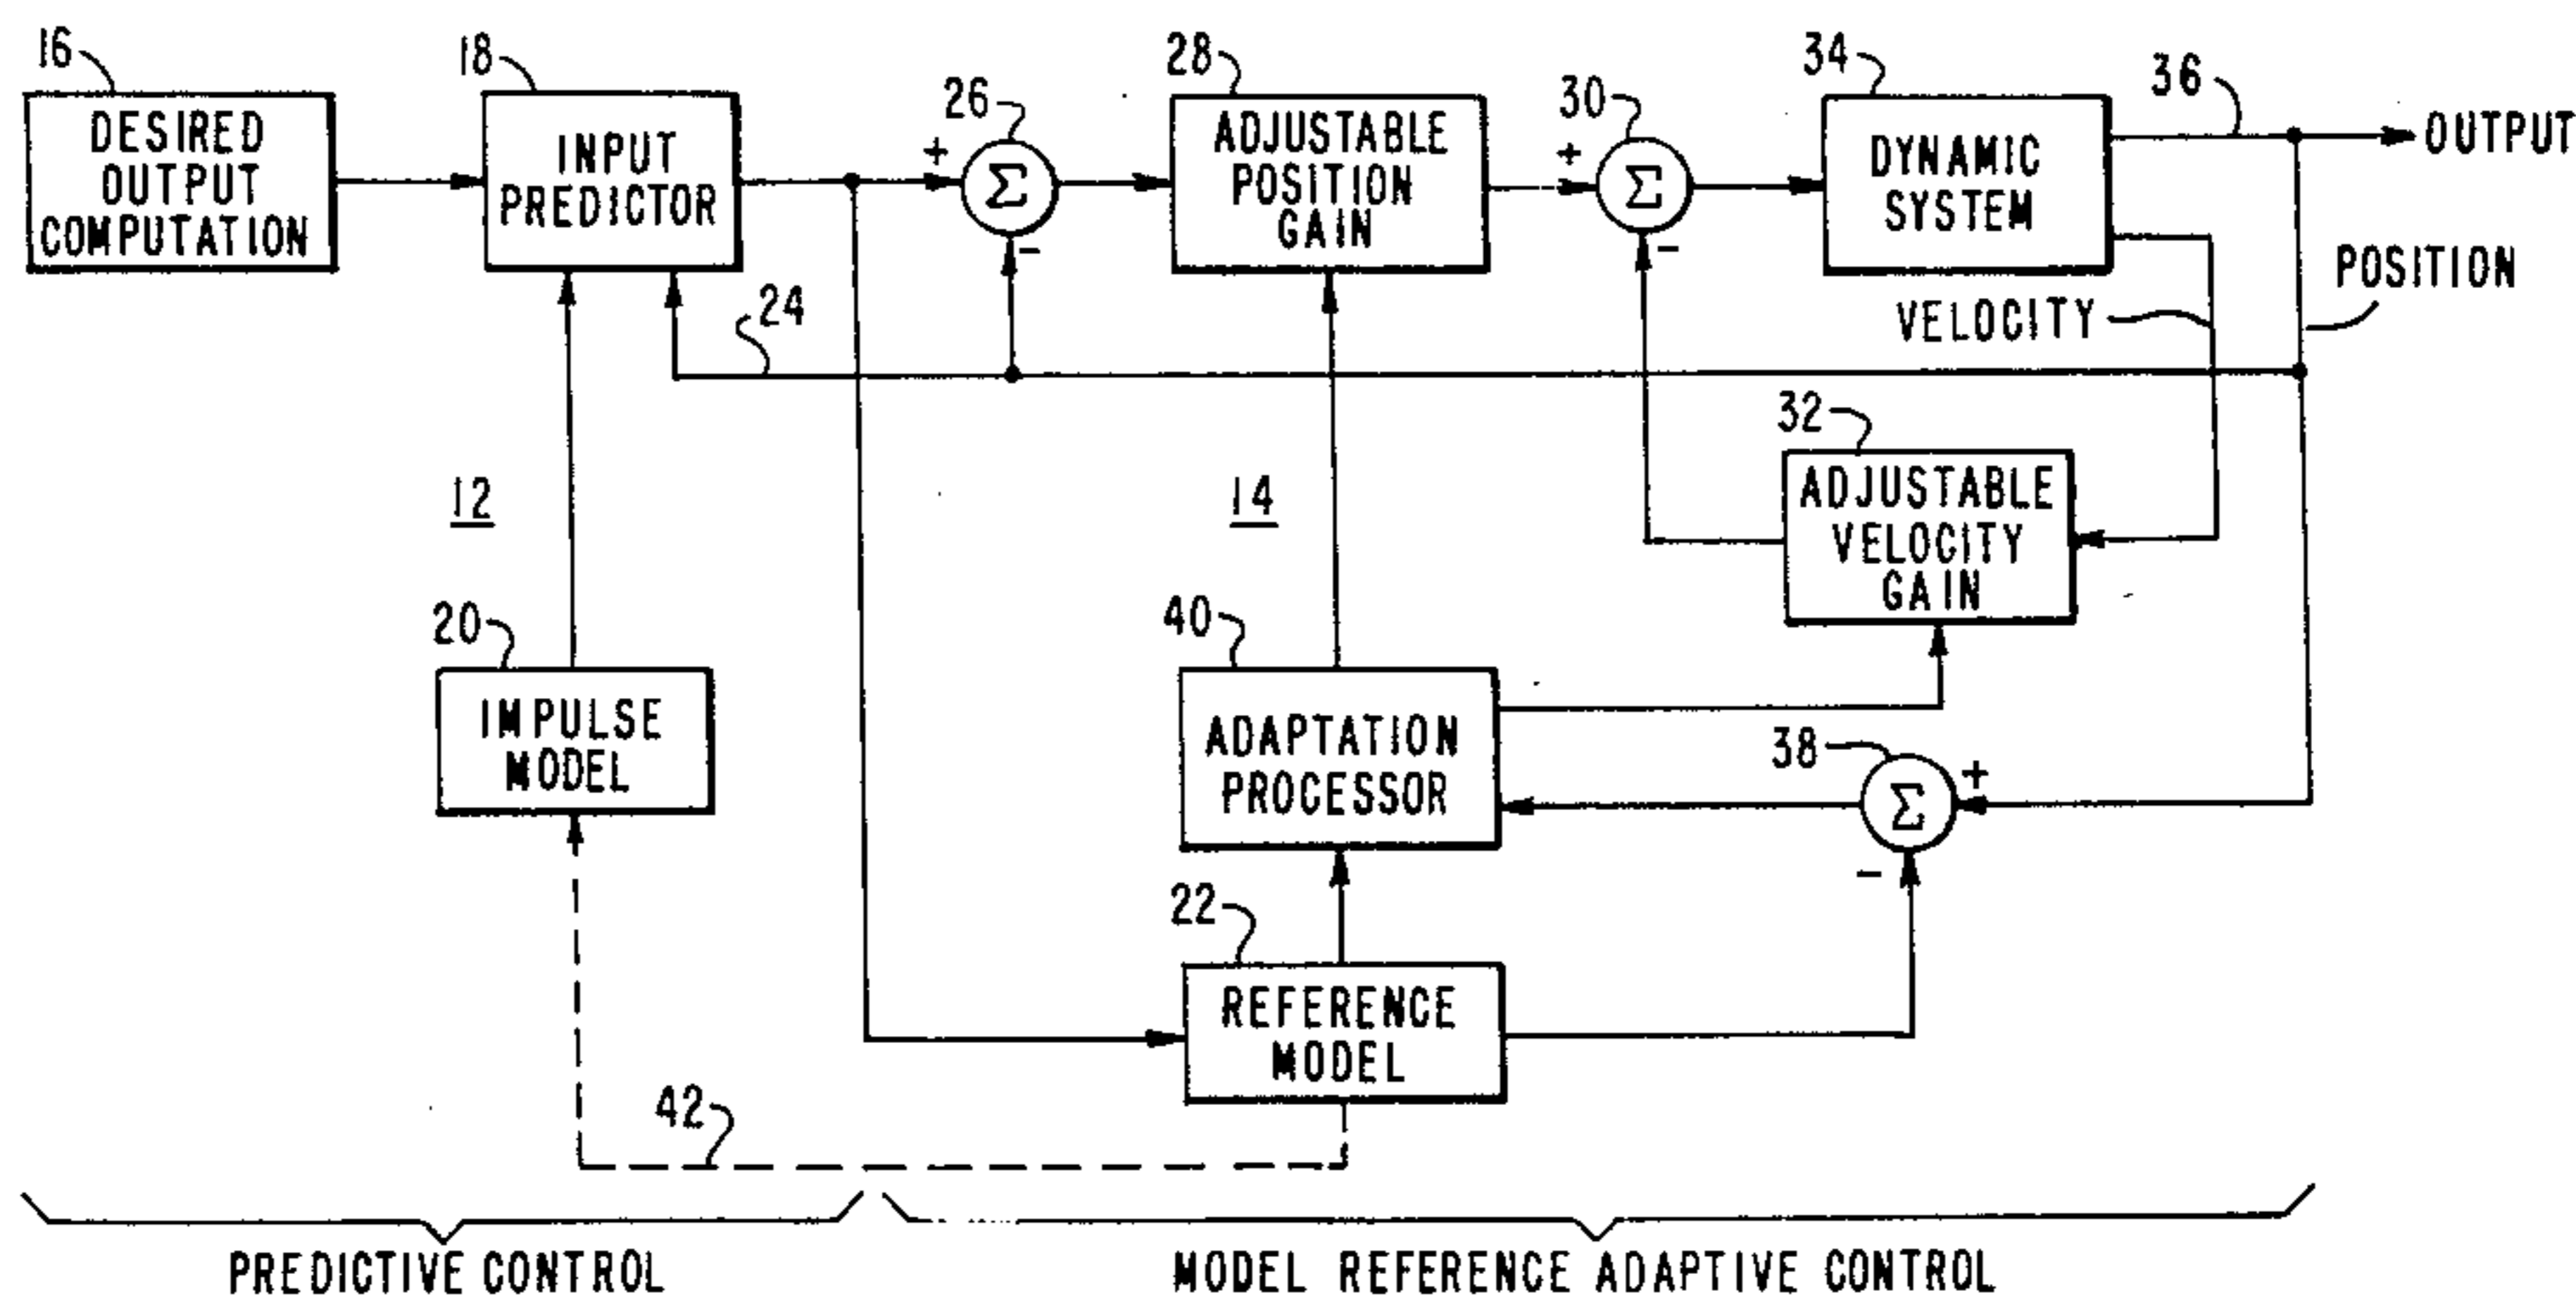 16
DESIRED
OUTPUT
COMPUTATION
18
INPUT
PREDICTOR
26
+
Σ
-
28
ADJUSTABLE
POSITION
GAIN
30
+
Σ
-
34
DYNAMIC
SYSTEM
36
OUTPUT
POSITION
VELOCITY
24
32
ADJUSTABLE
VELOCITY
GAIN
12
14
20
IMPULSE
MODEL
40
ADAPTATION
PROCESSOR
38
+
Σ
-
22
REFERENCE
MODEL
42
PREDICTIVE CONTROL
MODEL REFERENCE ADAPTIVE CONTROL